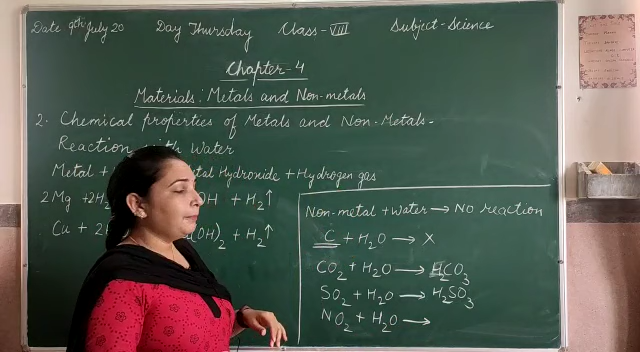 Date 9th July 20 Day Thursday Class-VIII Subject-Science
Chapter-4
Materials: Metals and Non-metals
2. Chemical properties of Metals and Non-Metals-
Reaction with Water
Metal + Hydroxide + Hydrogen gas
2Mg +2H OH + H₂↑
Cu + 2 (OH)₂ + H₂↑
Non-metal + water → NO reaction
C + H₂O → X
CO₂ + H₂O → H₂CO₃
SO₂ + H₂O → H₂SO₃
NO₂ + H₂O →